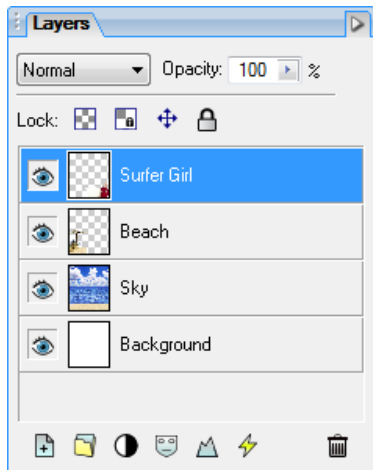 Layers
Normal Opacity: 100 %
Lock:
Surfer Girl
Beach
Sky
Background